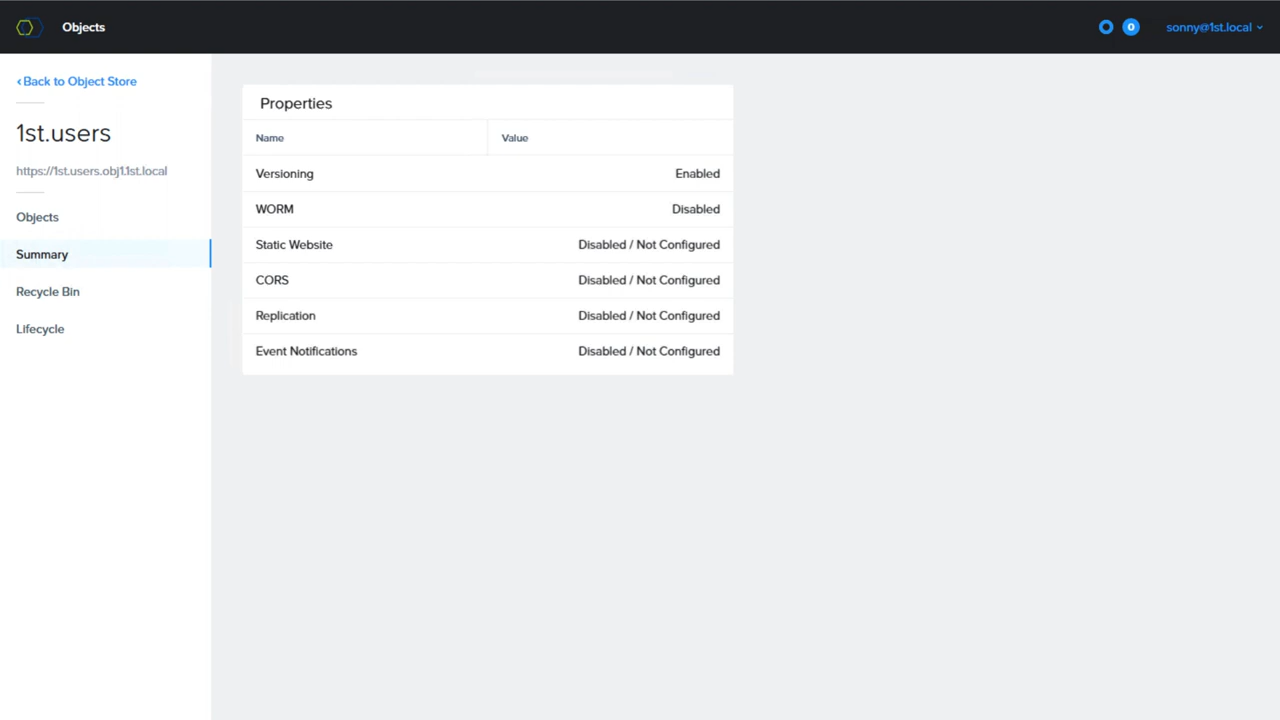 Objects
0
sonny@1st.local
Back to Object Store
1st.users
https://1st.users.obj1.1st.local
Objects
Summary
Recycle Bin
Lifecycle
Properties
Name Value
Versioning Enabled
WORM Disabled
Static Website Disabled / Not Configured
CORS Disabled / Not Configured
Replication Disabled / Not Configured
Event Notifications Disabled / Not Configured